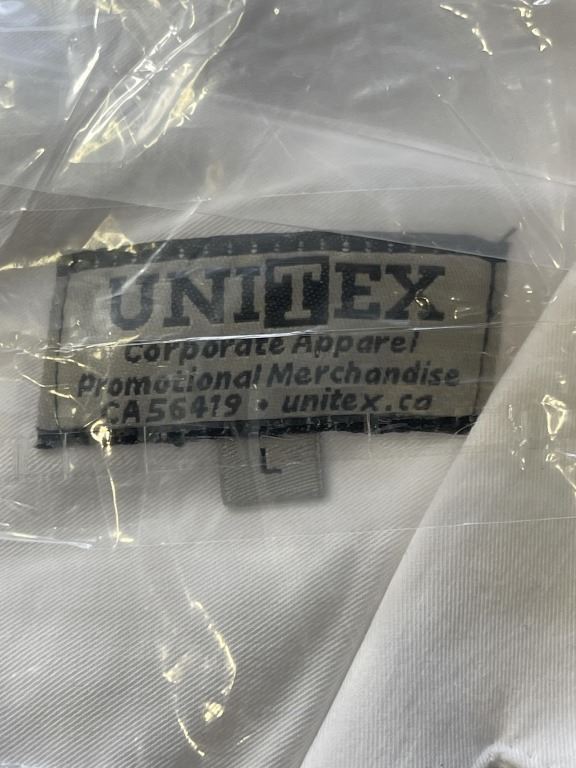 UNITEX
Corporate Apparel
Promotional Merchandise
CA56419 • unitex.ca
L